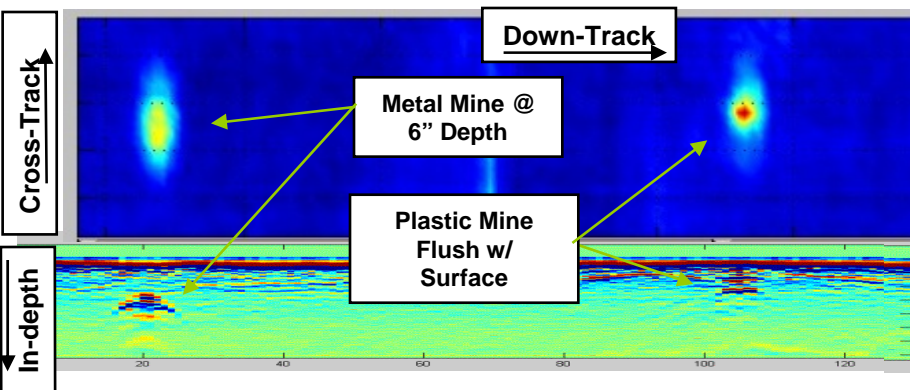 Cross-Track
Down-Track
Metal Mine @
6” Depth
Plastic Mine
Flush w/
Surface
In-depth
20
40
60
80
100
120